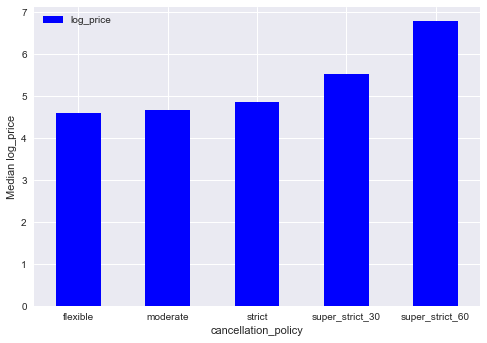 7
6
5
4
3
2
1
0
Median log_price
log_price
flexible moderate strict super_strict_30 super_strict_60
cancellation_policy